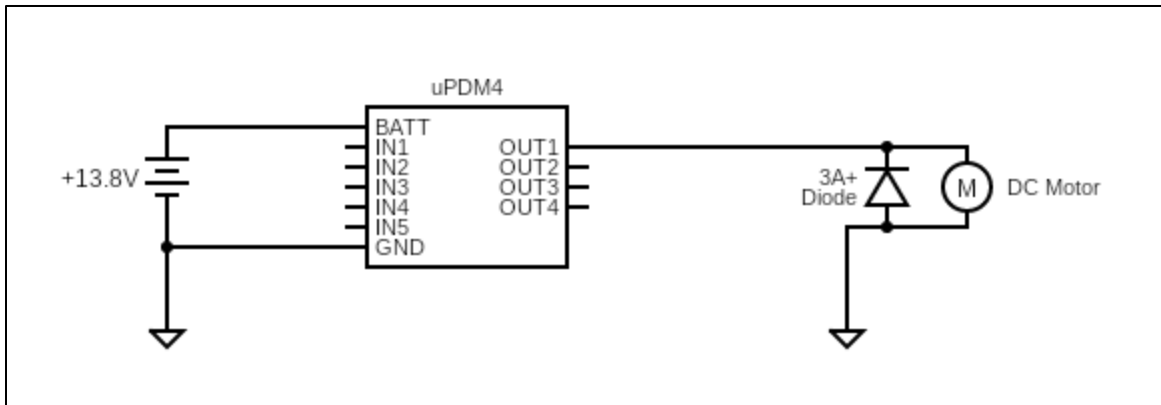 uPDM4
BATT
IN1
IN2
IN3
IN4
IN5
GND
OUT1
OUT2
OUT3
OUT4
+13.8V
3A+
Diode
M
DC Motor